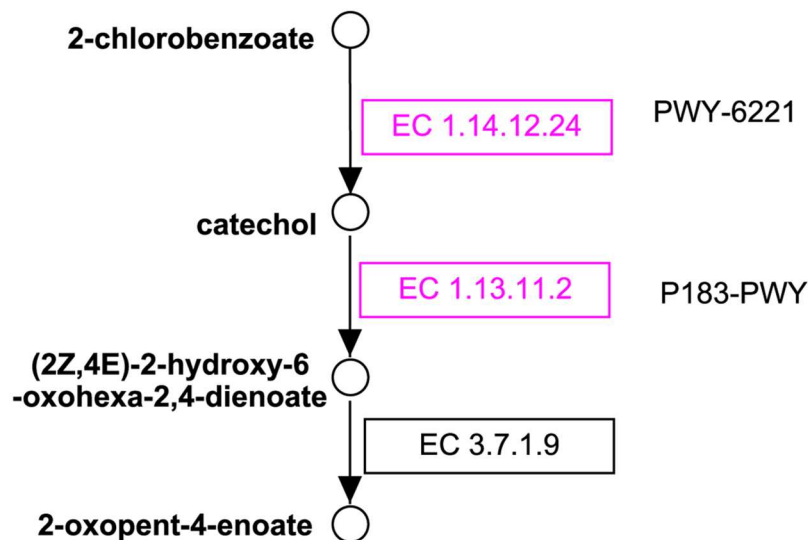 2-chlorobenzoate
EC 1.14.12.24
PWY-6221
catechol
EC 1.13.11.2
P183-PWY
(2Z,4E)-2-hydroxy-6
-oxohexa-2,4-dienoate
EC 3.7.1.9
2-oxopent-4-enoate